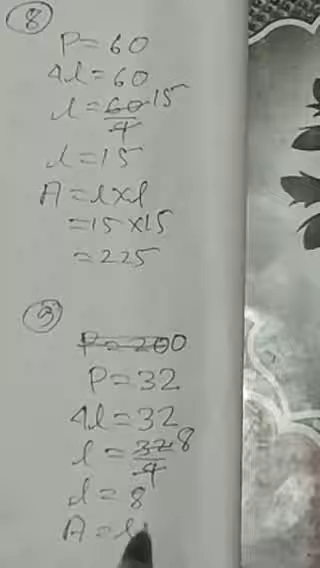 8
P=60
4l=60
l=60/4 15
l=15
A=l×l
=15×15
=225
9
P=200
P=32
4l=32
l=32/4 8
l=8
A=l